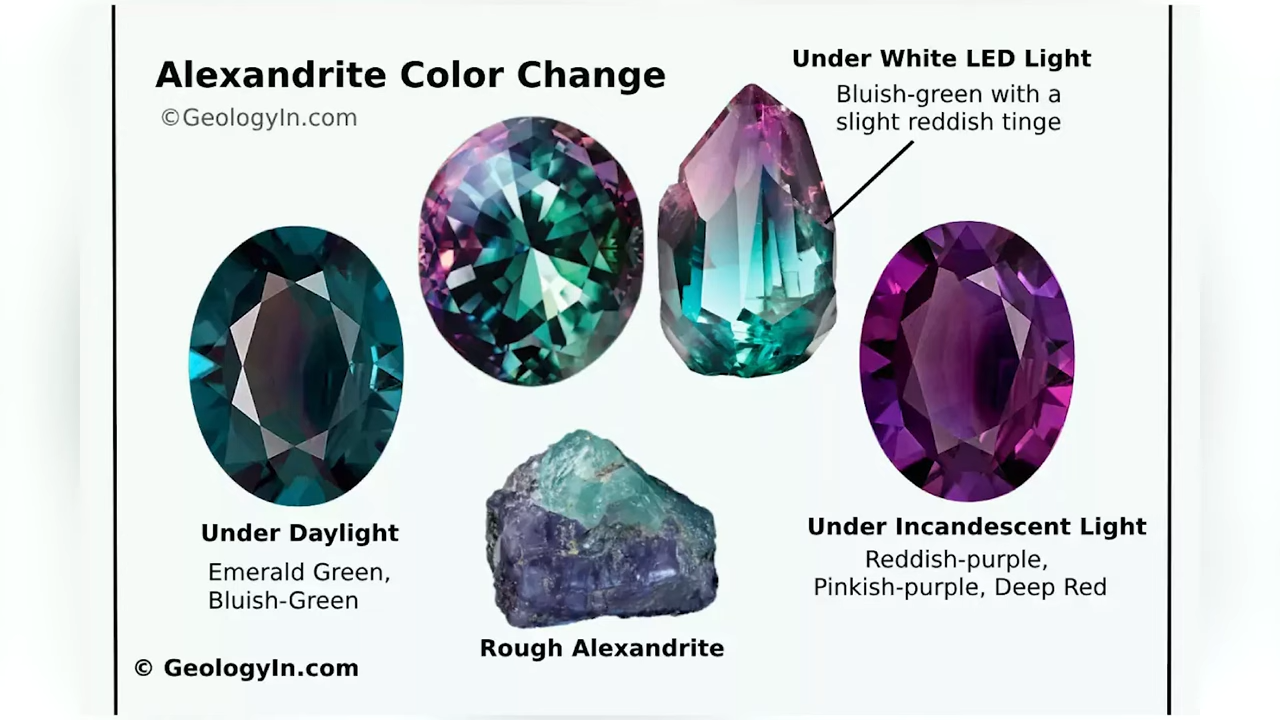 Alexandrite Color Change
©GeologyIn.com
Under White LED Light
Bluish-green with a
slight reddish tinge
Under Daylight
Emerald Green,
Bluish-Green
Under Incandescent Light
Reddish-purple,
Pinkish-purple, Deep Red
Rough Alexandrite
© GeologyIn.com